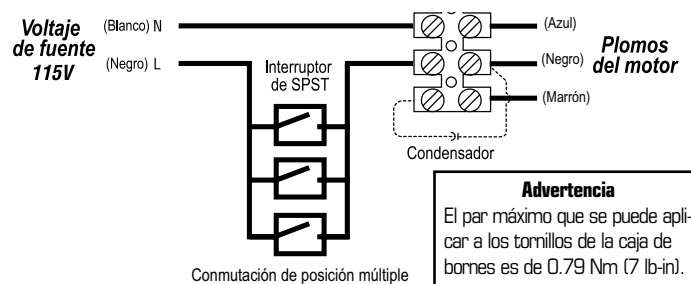 Voltaje
de fuente
115V
(Blanco) N
(Negro) L
Interruptor
de SPST
(Azul)
(Negro)
(Marrón)
Plomos
del motor
Condensador
Conmutación de posición múltiple
Advertencia
El par máximo que se puede apli-
car a los tornillos de la caja de
bornes es de 0.79 Nm (7 lb-in).